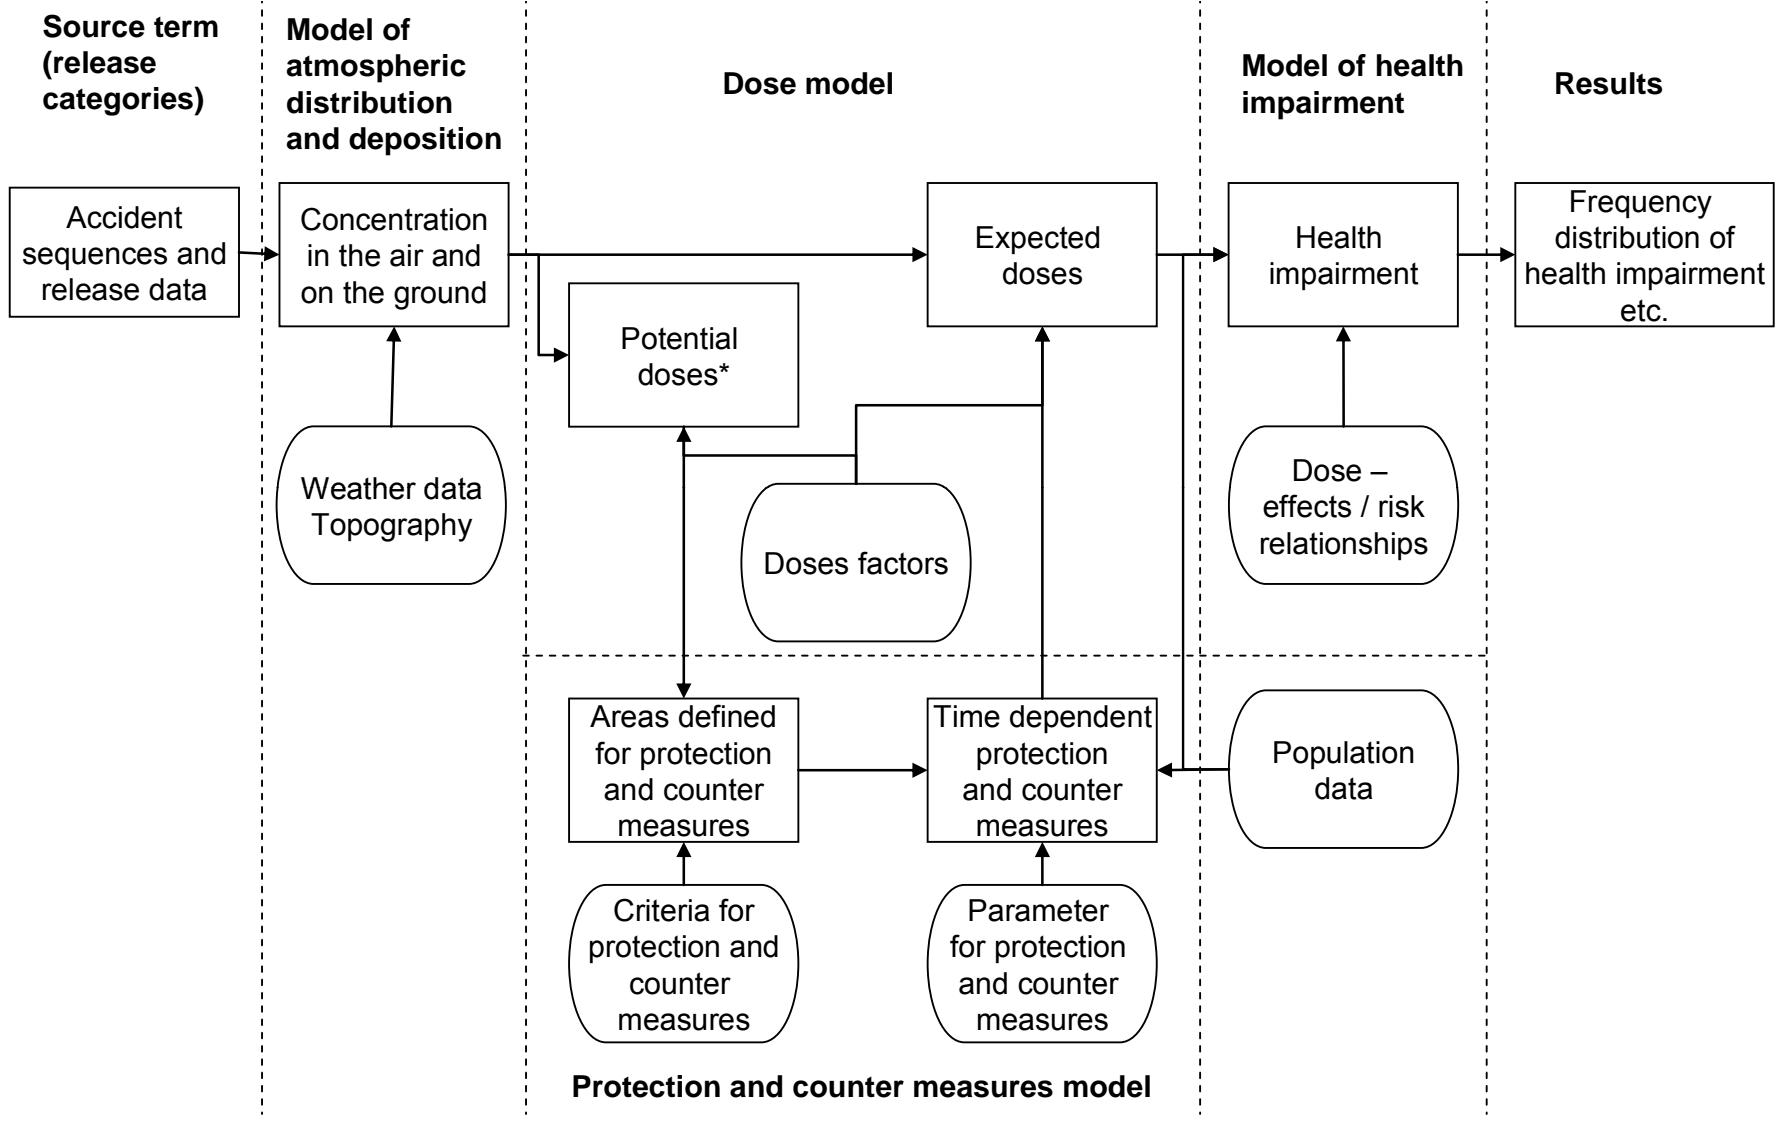 Source term
(release
categories)
Model of
atmospheric
distribution
and deposition
Dose model
Model of health
impairment
Results
Accident
sequences and
release data
Concentration
in the air and
on the ground
Expected
doses
Health
impairment
Frequency
distribution of
health impairment
etc.
Potential
doses*
Weather data
Topography
Doses factors
Dose –
effects / risk
relationships
Areas defined
for protection
and counter
measures
Time dependent
protection
and counter
measures
Population
data
Criteria for
protection and
counter
measures
Parameter
for protection
and counter
measures
Protection and counter measures model